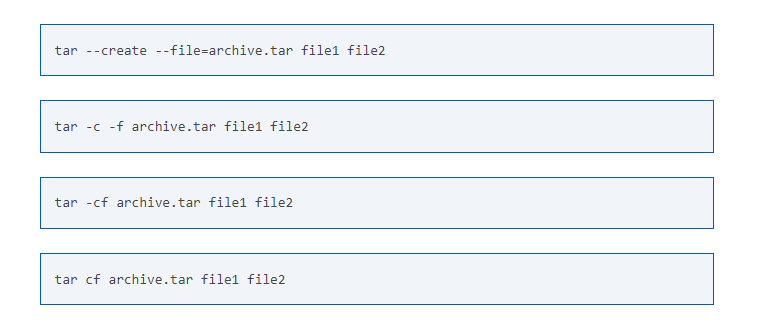 tar --create --file=archive.tar file1 file2
tar -c -f archive.tar file1 file2
tar -cf archive.tar file1 file2
tar cf archive.tar file1 file2